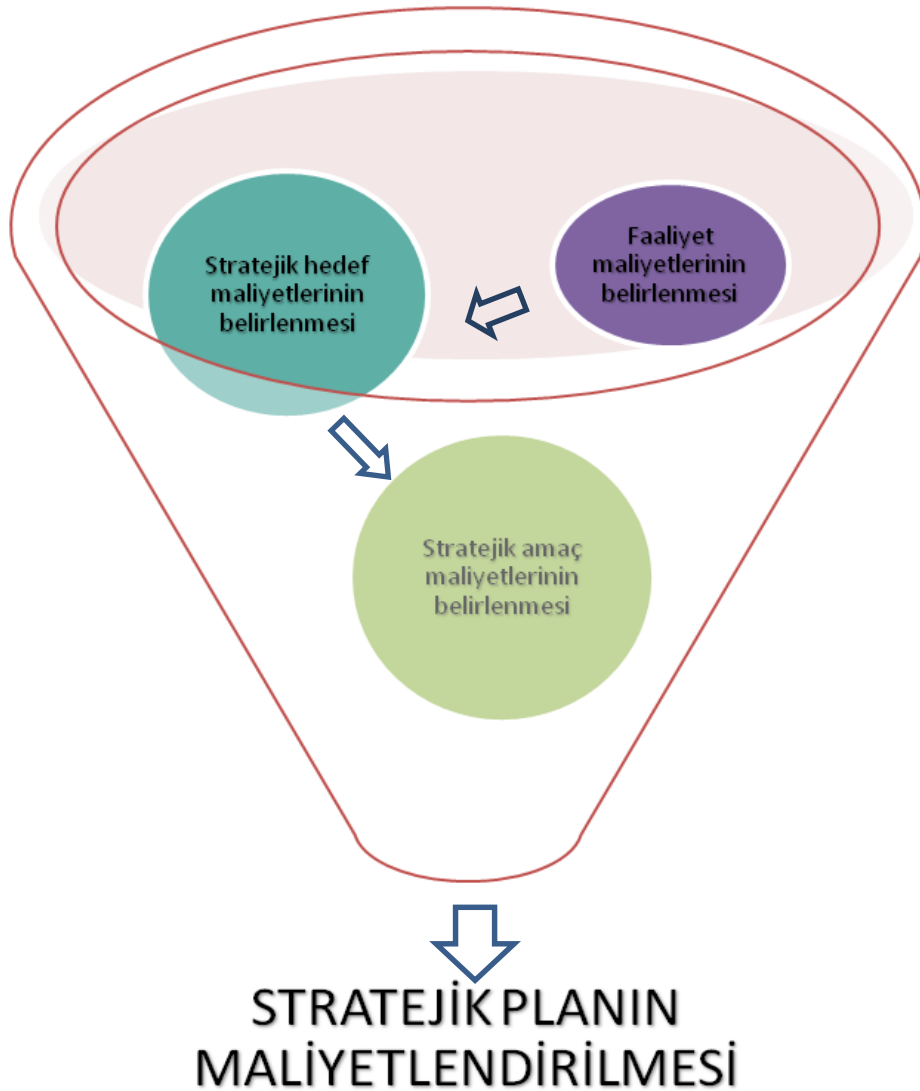 Faaliyet
maliyetlerinin
belirlenmesi
Stratejik hedef
maliyetlerinin
belirlenmesi
Stratejik amaç
maliyetlerinin
belirlenmesi
STRATEJİK PLANIN
MALİYETLENDİRİLMESİ